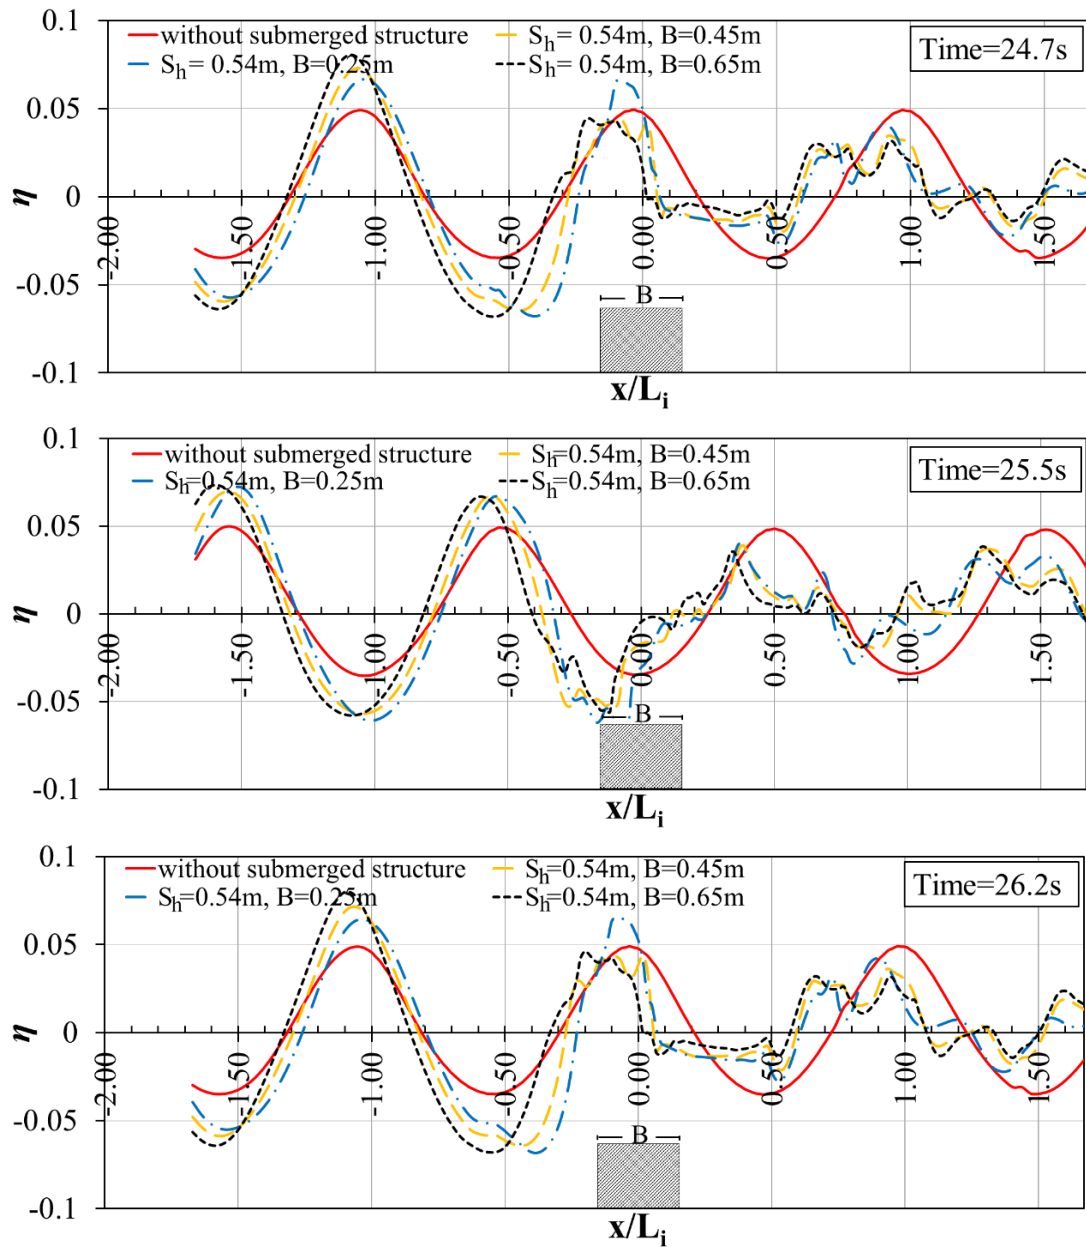 0.1
without submerged structure
Sh= 0.54m, B=0.45m
Sh= 0.54m, B=0.25m
Sh= 0.54m, B=0.65m
Time=24.7s
0.05
η
0
-2.00
-1.50
-1.00
-0.50
0.00
0.50
1.00
1.50
-0.05
B
-0.1
x/Li
0.1
without submerged structure
Sh=0.54m, B=0.45m
Sh=0.54m, B=0.25m
Sh=0.54m, B=0.65m
Time=25.5s
0.05
η
0
-2.00
-1.50
-1.00
-0.50
0.00
0.50
1.00
1.50
-0.05
B
-0.1
x/Li
0.1
without submerged structure
Sh=0.54m, B=0.45m
Sh=0.54m, B=0.25m
Sh=0.54m, B=0.65m
Time=26.2s
0.05
η
0
-2.00
-1.50
-1.00
-0.50
0.00
0.50
1.00
1.50
-0.05
B
-0.1
x/Li